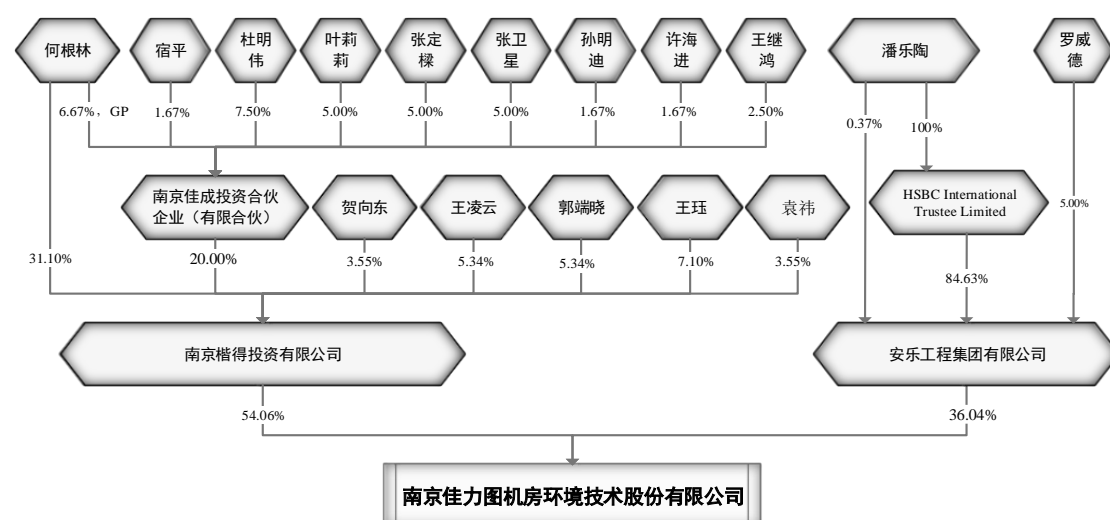 何根林
宿平
杜明
伟
叶莉
莉
张定
樑
张卫
星
孙明
迪
许海
进
王继
鸿
潘乐陶
罗威
德
6.67%，GP
1.67%
7.50%
5.00%
5.00%
5.00%
1.67%
1.67%
2.50%
0.37%
100%
南京佳成投资合伙
企业（有限合伙）
贺向东
王凌云
郭端晓
王珏
袁祎
HSBC International
Trustee Limited
5.00%
31.10%
20.00%
3.55%
5.34%
5.34%
7.10%
3.55%
84.63%
南京楷得投资有限公司
安乐工程集团有限公司
54.06%
36.04%
南京佳力图机房环境技术股份有限公司